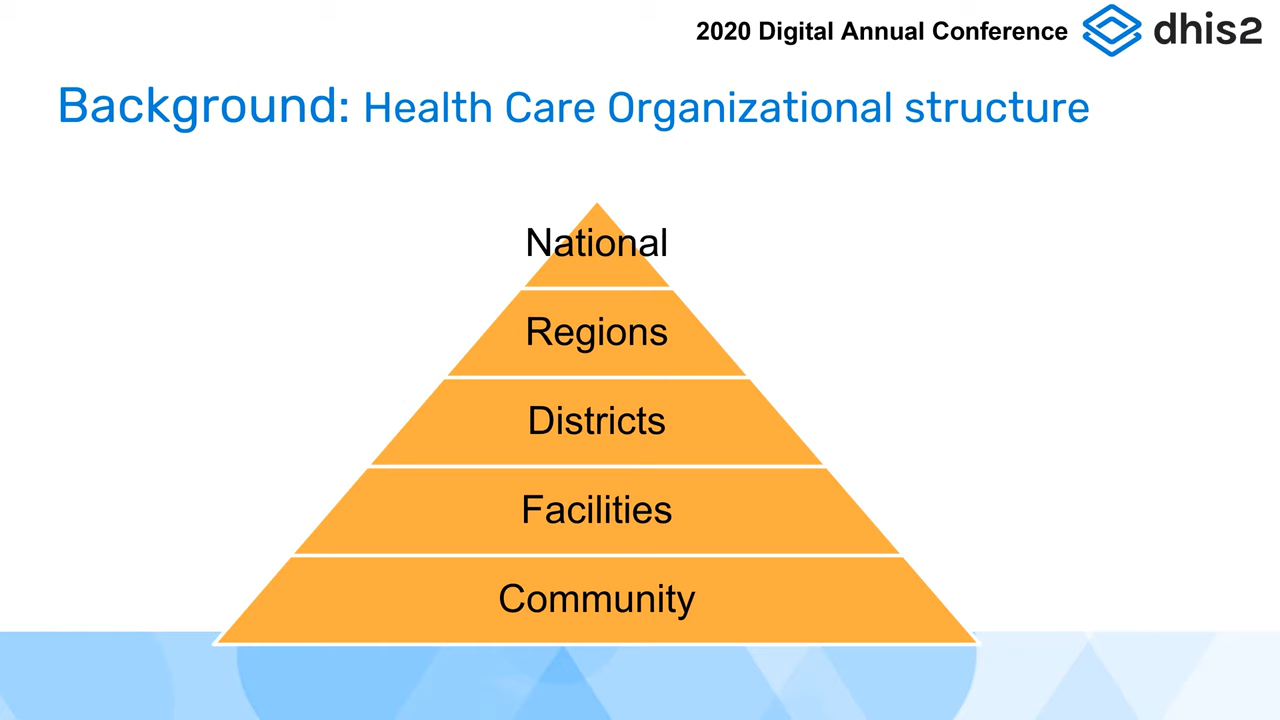 2020 Digital Annual Conference dhis2
Background: Health Care Organizational structure
National
Regions
Districts
Facilities
Community